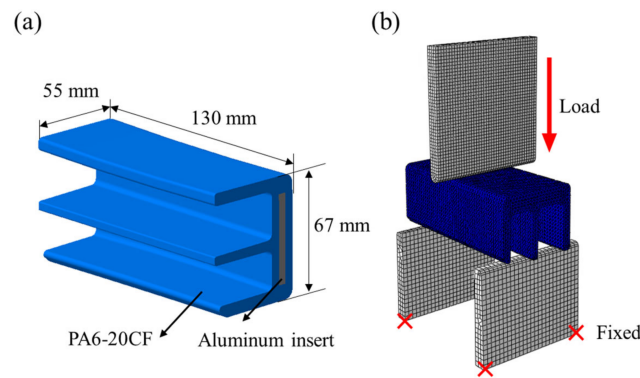 (a)
(b)
55 mm
130 mm
67 mm
PA6-20CF
Aluminum insert
Load
Fixed